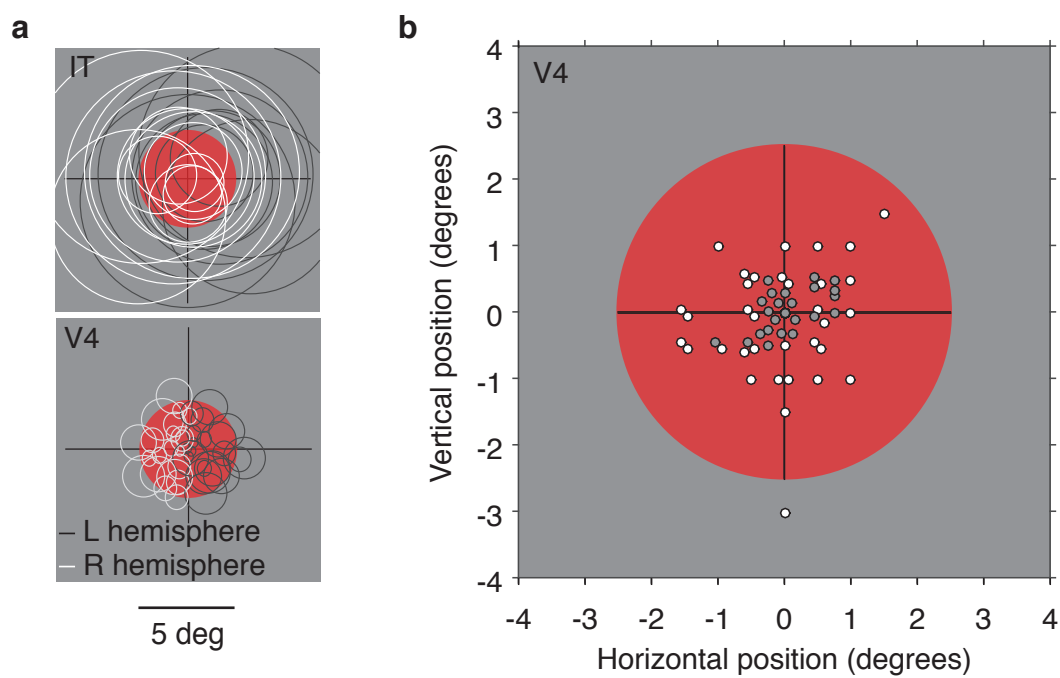 a
IT
V4
L hemisphere
R hemisphere
5 deg
b
V4
Vertical position (degrees)
4
3
2
1
0
-1
-2
-3
-4
-4 -3 -2 -1 0 1 2 3 4
Horizontal position (degrees)